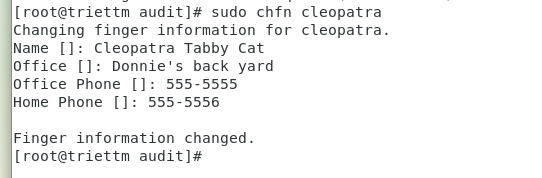 [root@triettm audit]# sudo chfn cleopatra
Changing finger information for cleopatra.
Name []: Cleopatra Tabby Cat
Office []: Donnie's back yard
Office Phone []: 555-5555
Home Phone []: 555-5556

Finger information changed.
[root@triettm audit]#